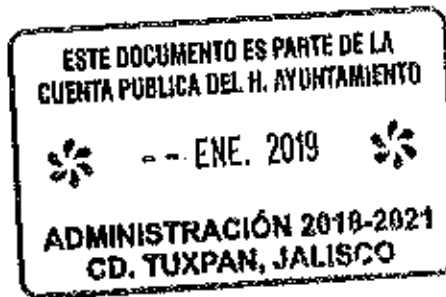 ESTE DOCUMENTO ES PARTE DE LA
CUENTA PUBLICA DEL H. AYUNTAMIENTO
-- ENE. 2019
ADMINISTRACIÓN 2018-2021
CD. TUXPAN, JALISCO